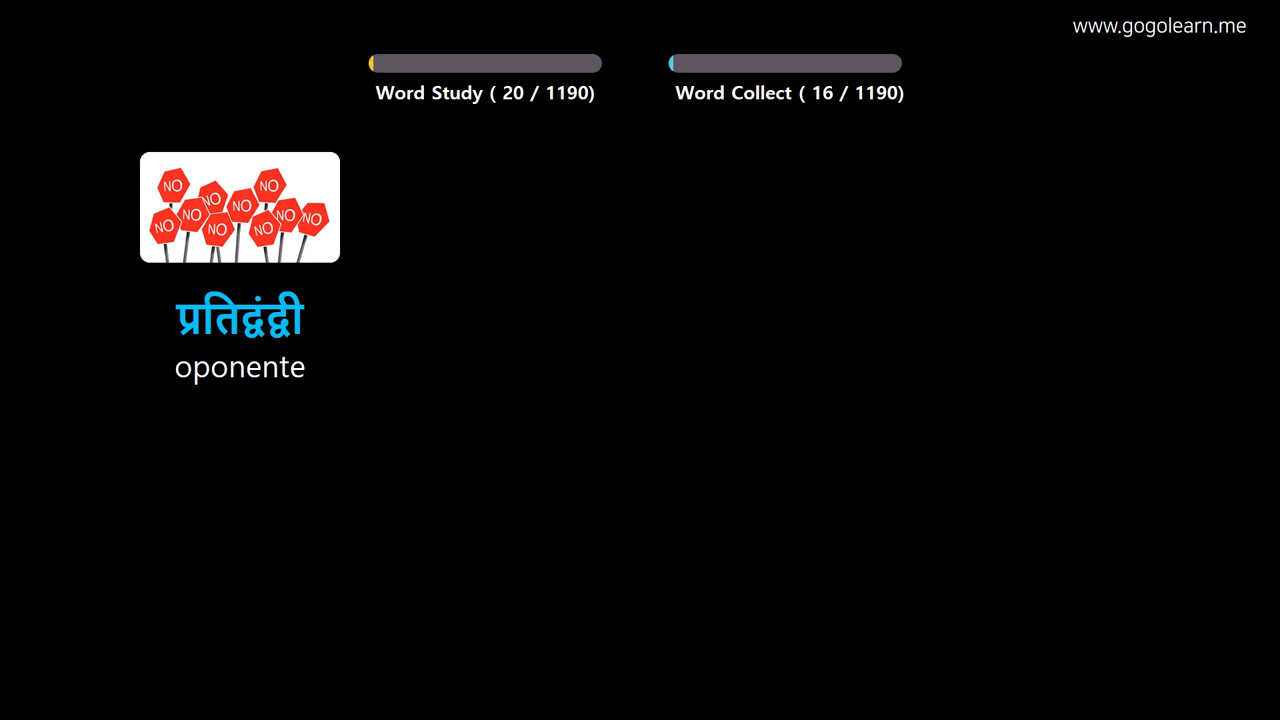 www.gogolearn.me
Word Study ( 20 / 1190)
Word Collect ( 16 / 1190)
NO
NO
NO
NO
NO
NO
NO
NO
NO
NO
प्रतिद्वंद्वी
oponente